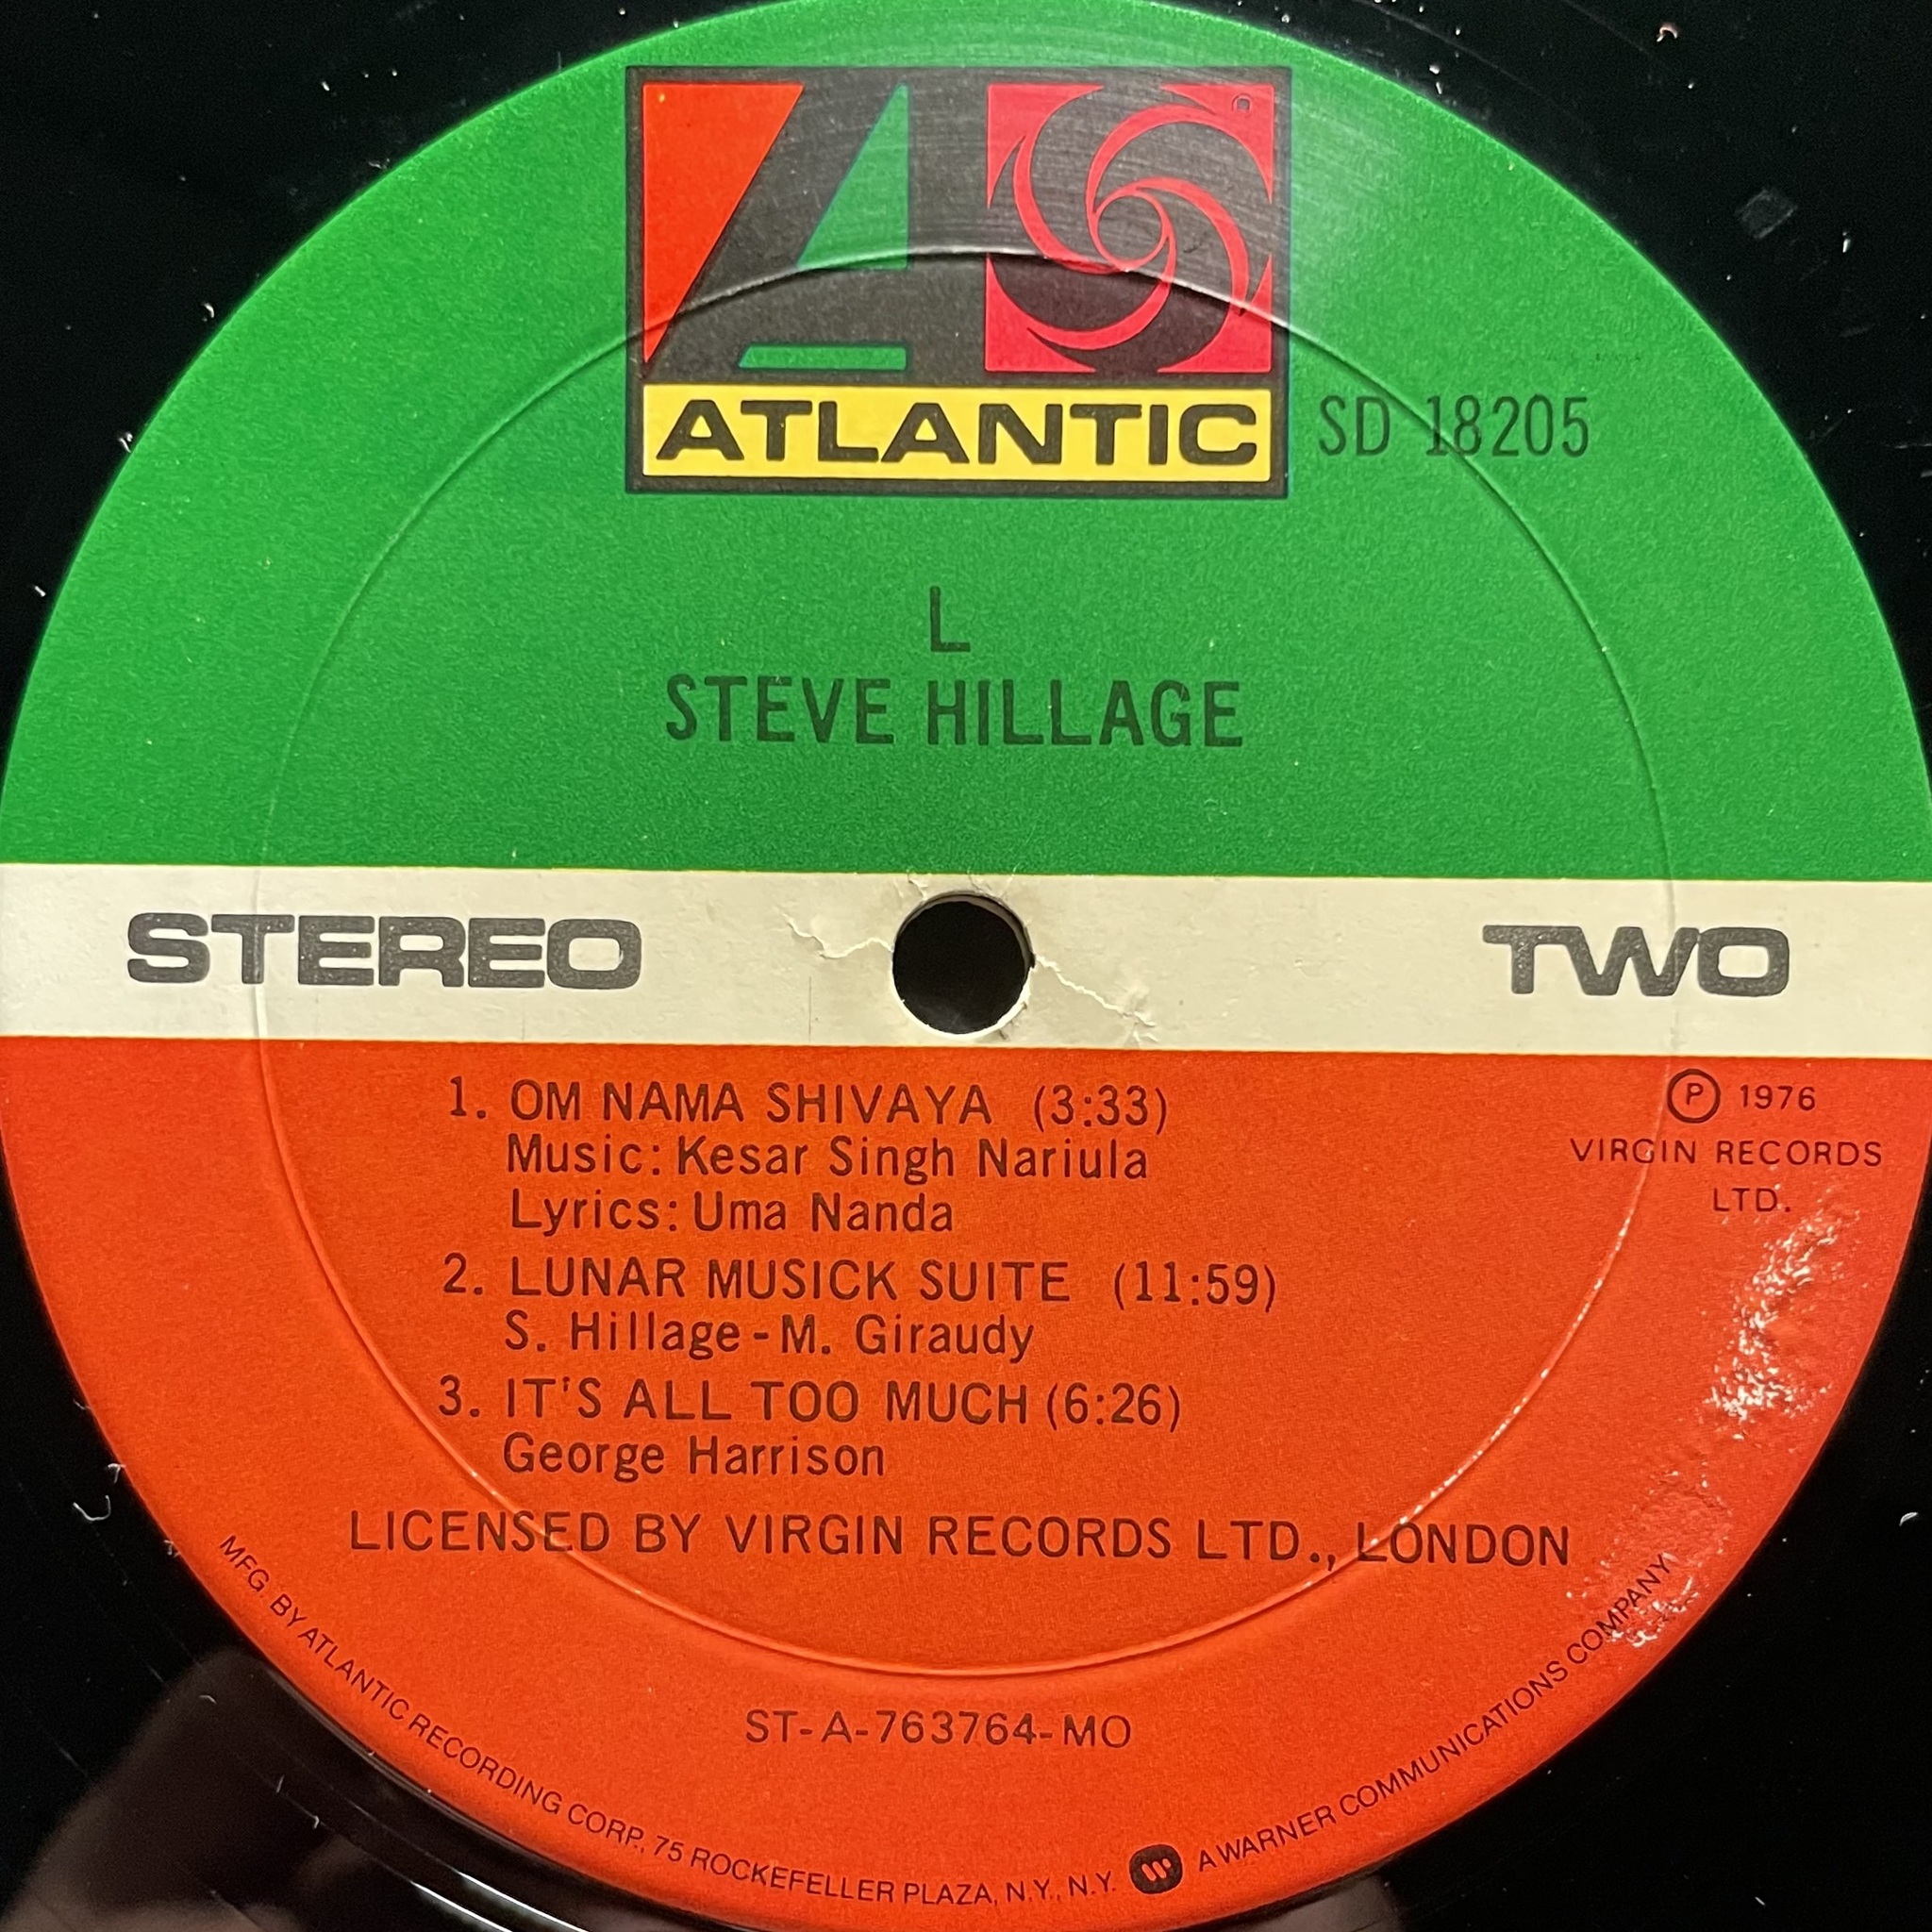 ATLANTIC
SD 18205
L
STEVE HILLAGE
STEREO
TWO
1. OM NAMA SHIVAYA (3:33)
Music: Kesar Singh Nariula
Lyrics: Uma Nanda
2. LUNAR MUSICK SUITE (11:59)
S. Hillage-M. Giraudy
3. IT'S ALL TOO MUCH (6:26)
George Harrison
Ⓟ 1976
VIRGIN RECORDS
LTD.
LICENSED BY VIRGIN RECORDS LTD., LONDON
ST-A-763764-MO
MFG. BY ATLANTIC RECORDING CORP., 75 ROCKEFELLER PLAZA, N.Y., N.Y. W A WARNER COMMUNICATIONS COMPANY